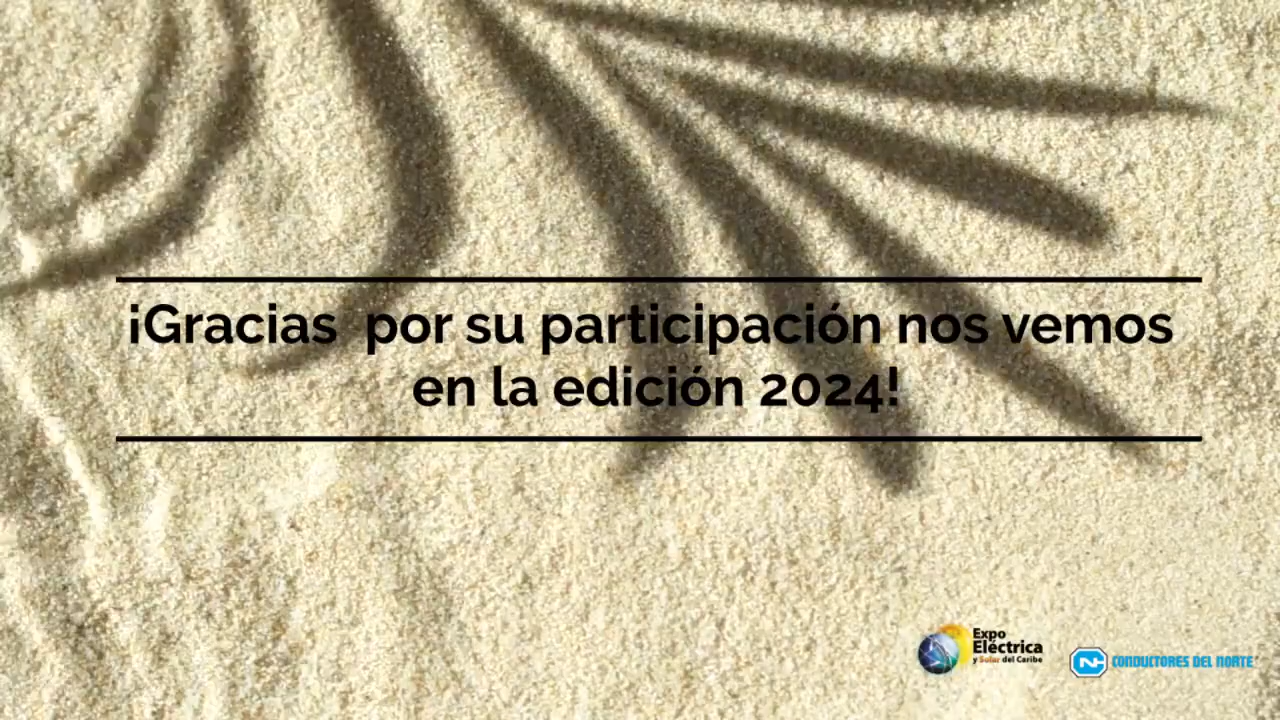 ¡Gracias  por su participación nos vemos
en la edición 2024!
Expo
Eléctrica
y Solar del Caribe
CONDUCTORES DEL NORTE